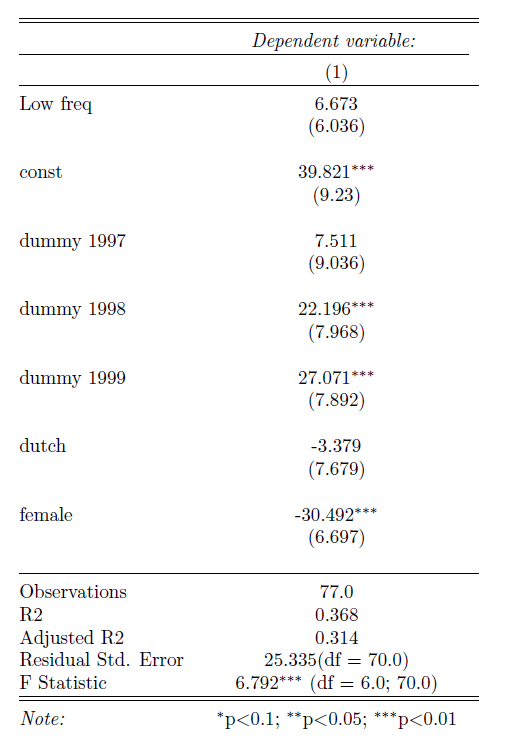 Dependent variable:
(1)
Low freq 6.673
(6.036)
const 39.821***
(9.23)
dummy 1997 7.511
(9.036)
dummy 1998 22.196***
(7.968)
dummy 1999 27.071***
(7.892)
dutch -3.379
(7.679)
female -30.492***
(6.697)
Observations 77.0
R2 0.368
Adjusted R2 0.314
Residual Std. Error 25.335(df = 70.0)
F Statistic 6.792*** (df = 6.0; 70.0)
Note: *p<0.1; **p<0.05; ***p<0.01